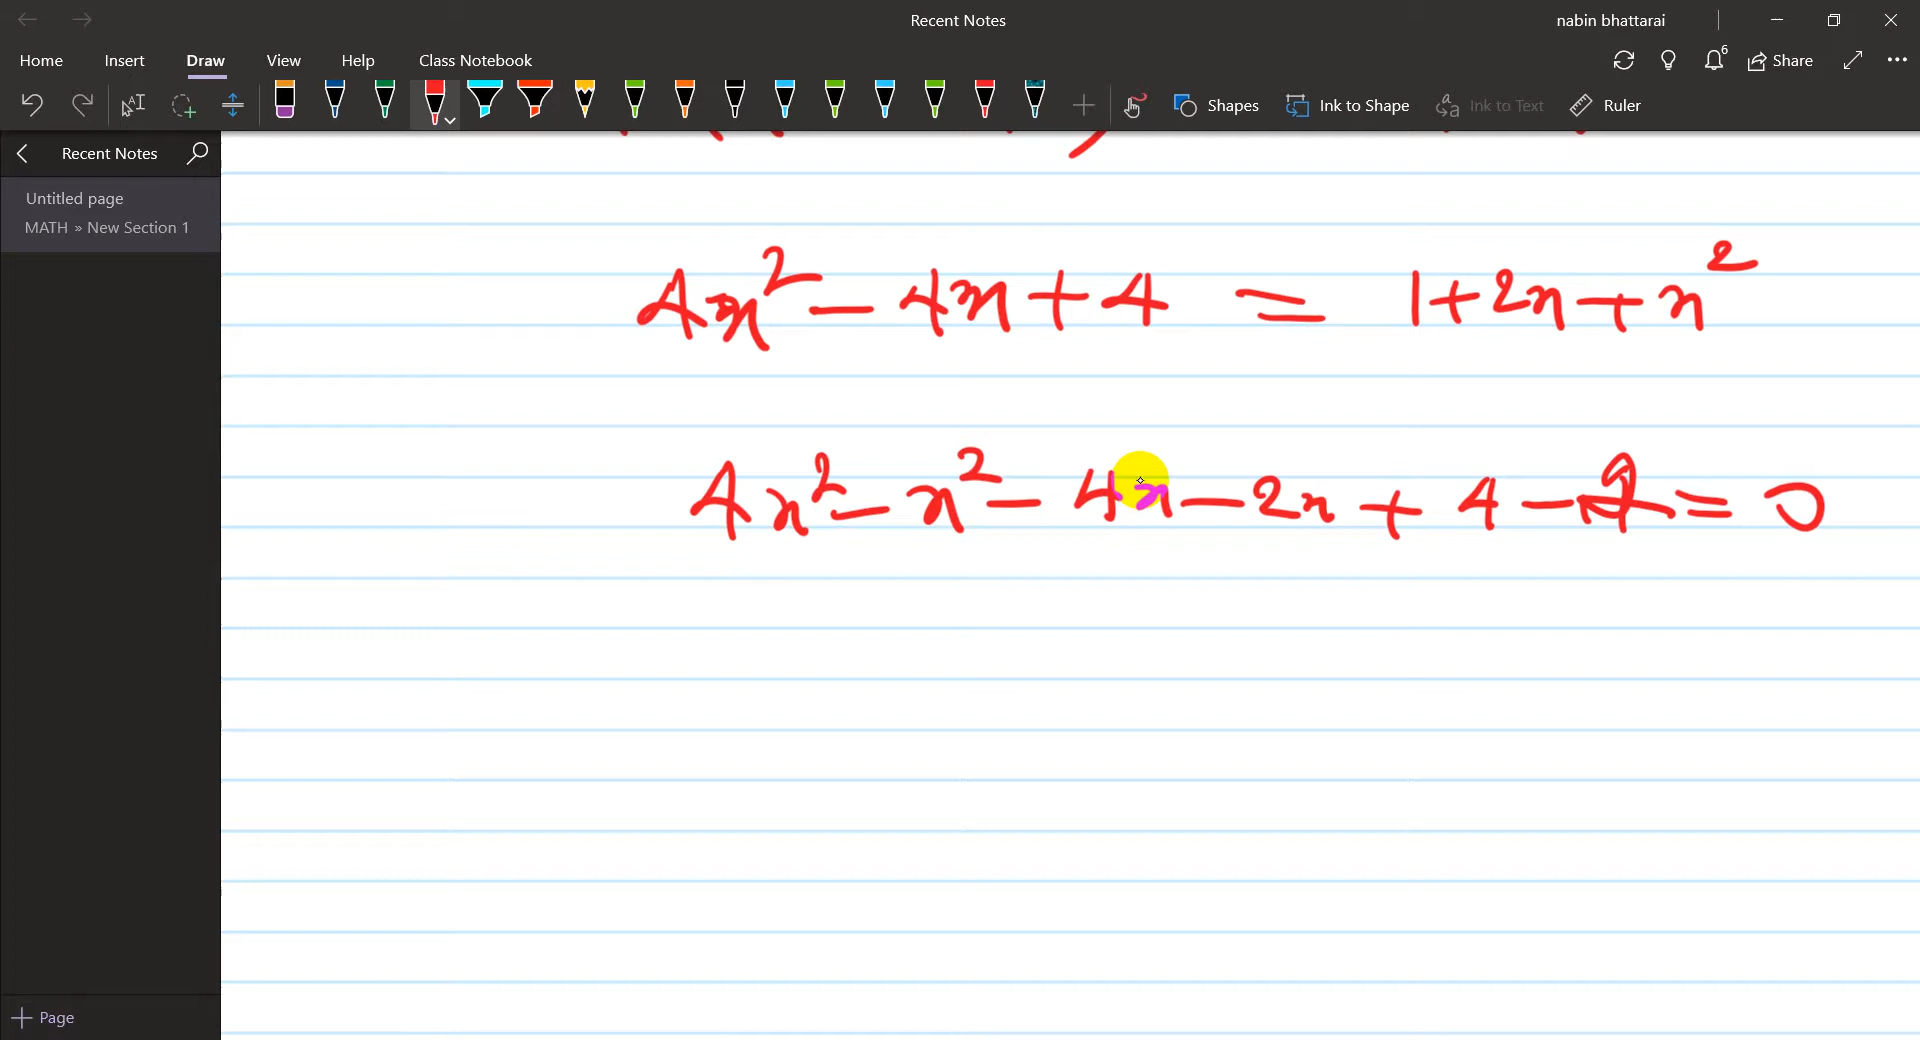 Recent Notes
nabin bhattarai
Home Insert Draw View Help Class Notebook
6
Share
Shapes Ink to Shape Ink to Text Ruler
Recent Notes
Untitled page
MATH » New Section 1
4x² - 4x + 4 = 1 + 2x + x²
4x² - x² - 4x - 2x + 4 - = 0
Page